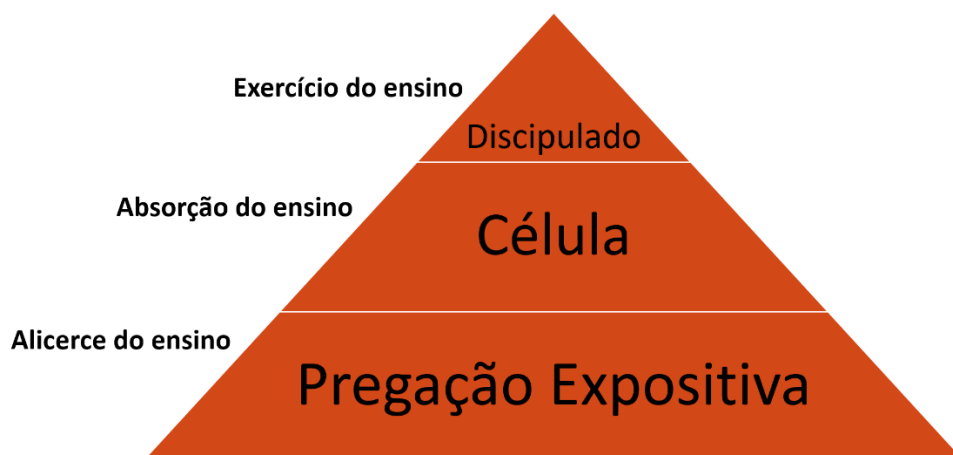 Exercício do ensino
Discipulado
Absorção do ensino
Célula
Alicerce do ensino
Pregação Expositiva